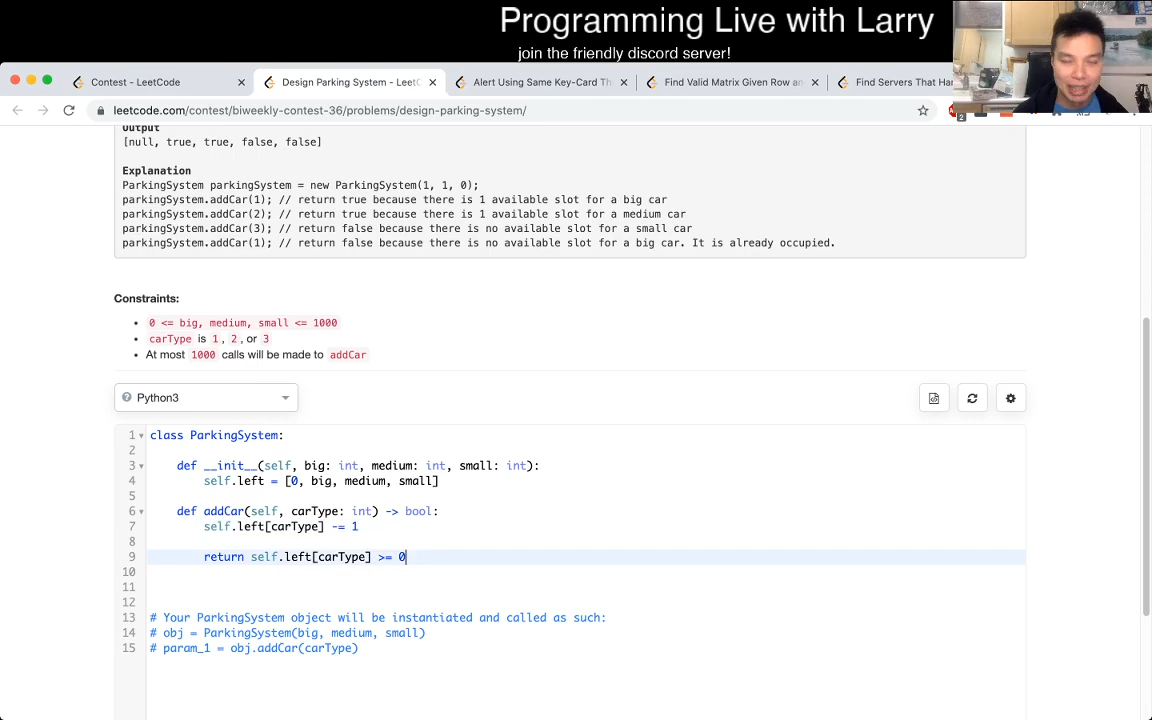 Programming Live with Larry
join the friendly discord server!
Contest - LeetCode
Design Parking System - LeetC
Alert Using Same Key-Card Th
Find Valid Matrix Given Row an
Find Servers That Ha
leetcode.com/contest/biweekly-contest-36/problems/design-parking-system/
2
Output
[null, true, true, false, false]
Explanation
ParkingSystem parkingSystem = new ParkingSystem(1, 1, 0);
parkingSystem.addCar(1); // return true because there is 1 available slot for a big car
parkingSystem.addCar(2); // return true because there is 1 available slot for a medium car
parkingSystem.addCar(3); // return false because there is no available slot for a small car
parkingSystem.addCar(1); // return false because there is no available slot for a big car. It is already occupied.
Constraints:
• 0 <= big, medium, small <= 1000
• carType is 1, 2, or 3
• At most 1000 calls will be made to addCar
Python3
1 class ParkingSystem:
2
3 def __init__(self, big: int, medium: int, small: int):
4 self.left = [0, big, medium, small]
5
6 def addCar(self, carType: int) -> bool:
7 self.left[carType] -= 1
8
9 return self.left[carType] >= 0
10
11
12
13 # Your ParkingSystem object will be instantiated and called as such:
14 # obj = ParkingSystem(big, medium, small)
15 # param_1 = obj.addCar(carType)